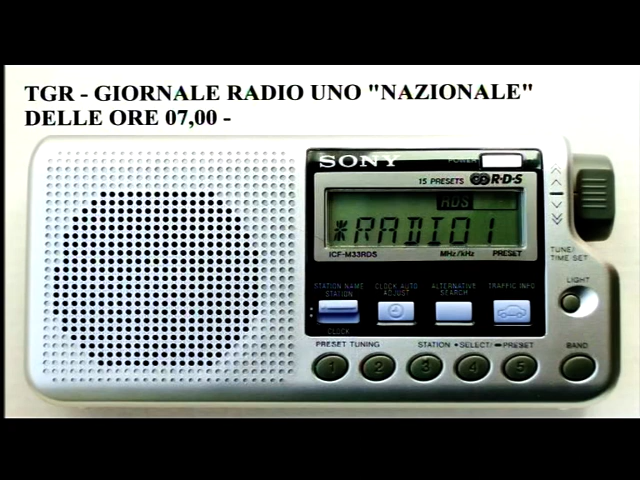 TGR - GIORNALE RADIO UNO "NAZIONALE"
DELLE ORE 07,00 -
SONY
POWER
15 PRESETS R·D·S
RDS
*RADIO1
ICF-M33RDS MHz/kHz PRESET
STATION NAME CLOCK AUTO ALTERNATIVE TRAFFIC INFO
STATION ADJUST SEARCH
CLOCK
TUNE/
TIME SET
LIGHT
PRESET TUNING STATION •SELECT/ PRESET BAND
1 2 3 4 5